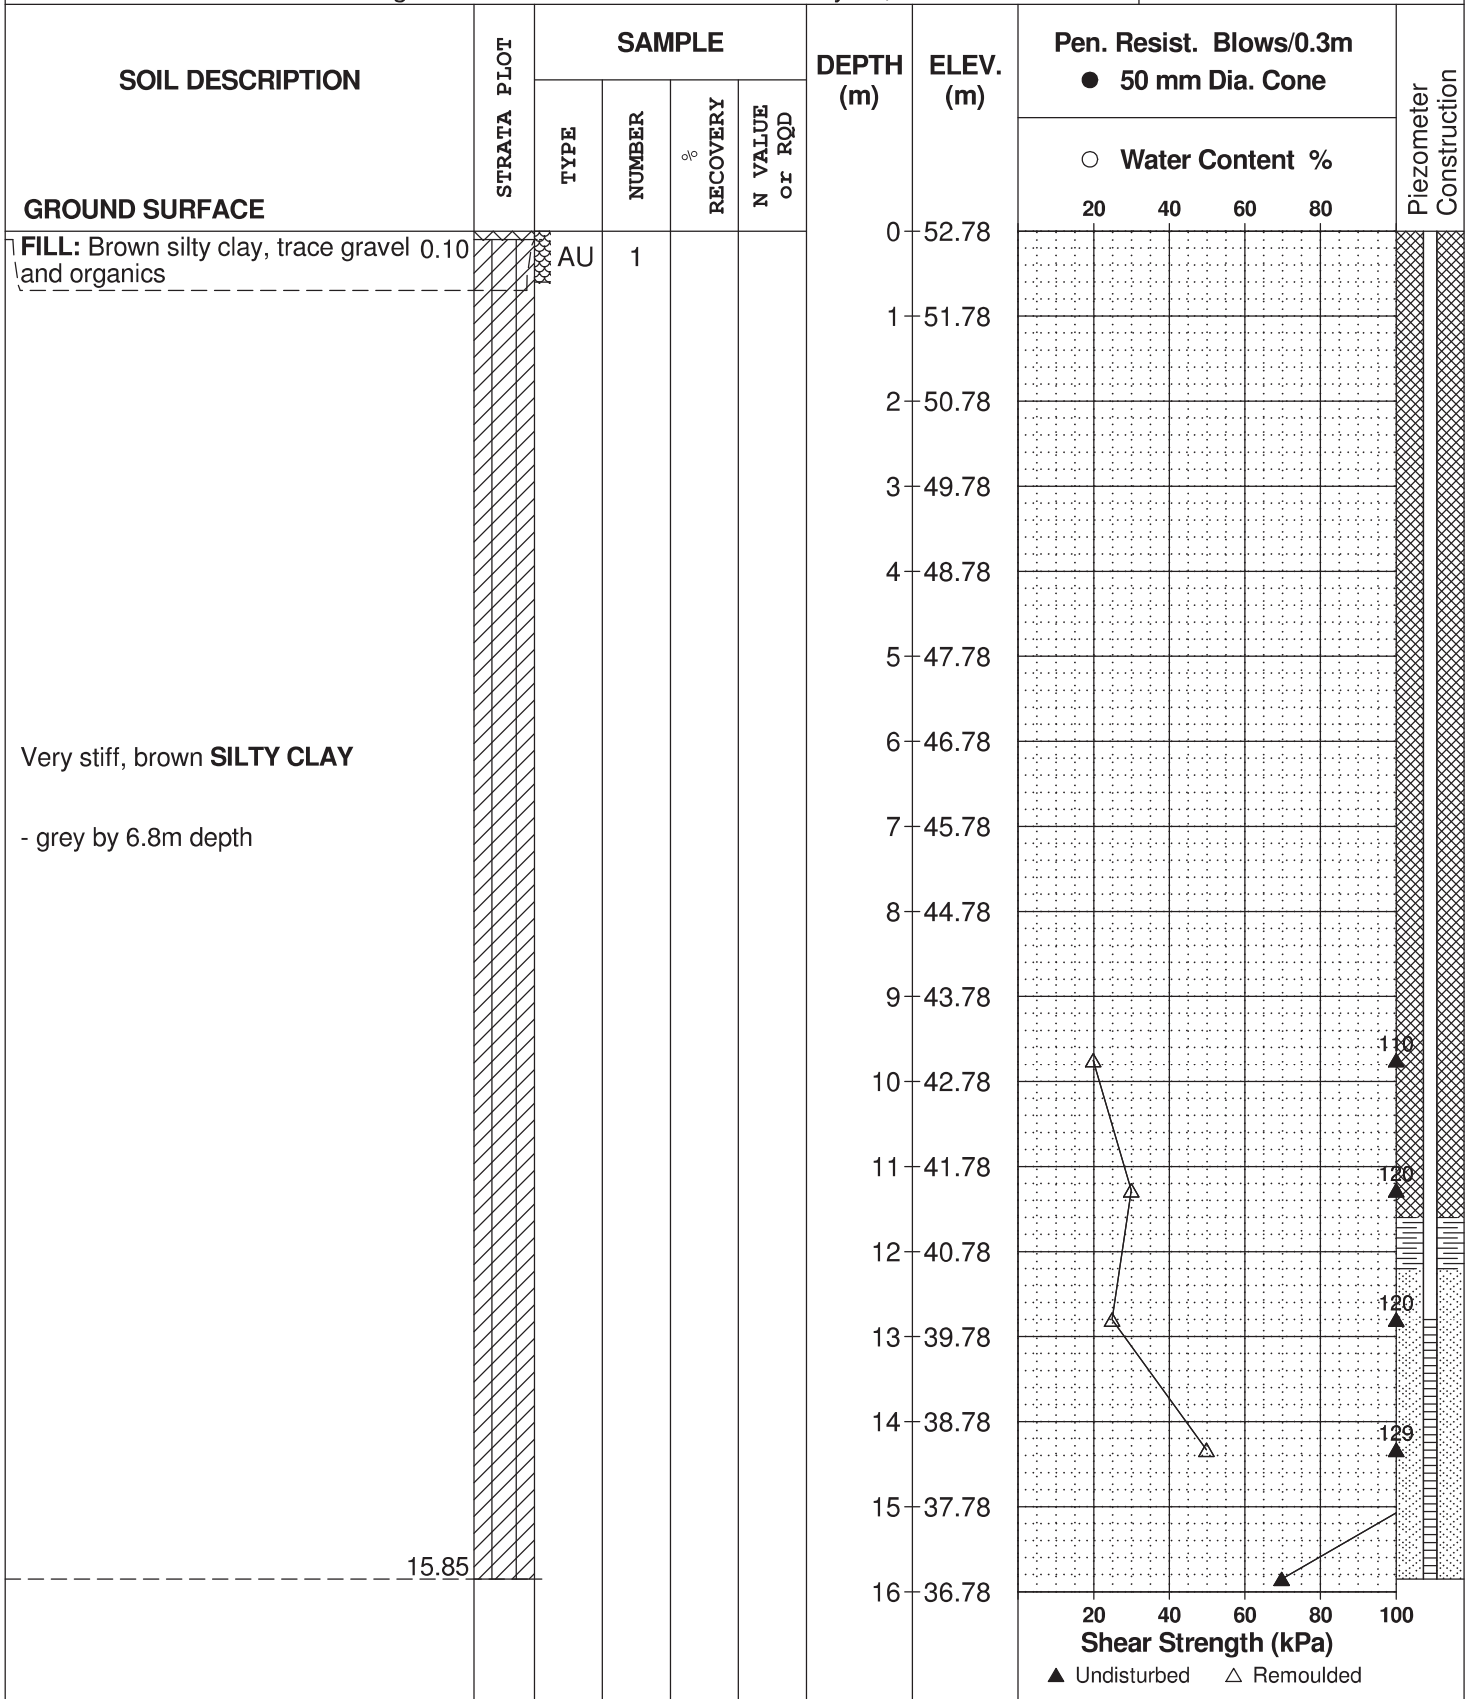 SOIL DESCRIPTION
GROUND SURFACE
STRATA PLOT
SAMPLE
TYPE
NUMBER
%
RECOVERY
N VALUE
or RQD
DEPTH
(m)
ELEV.
(m)
Pen. Resist. Blows/0.3m
● 50 mm Dia. Cone
○ Water Content %
20 40 60 80
Piezometer
Construction
FILL: Brown silty clay, trace gravel 0.10
and organics
AU 1
0 52.78
1 51.78
2 50.78
3 49.78
4 48.78
5 47.78
Very stiff, brown SILTY CLAY
6 46.78
- grey by 6.8m depth
7 45.78
8 44.78
9 43.78
110
10 42.78
11 41.78
120
12 40.78
120
13 39.78
14 38.78
129
15 37.78
15.85
16 36.78
20 40 60 80 100
Shear Strength (kPa)
▲ Undisturbed △ Remoulded